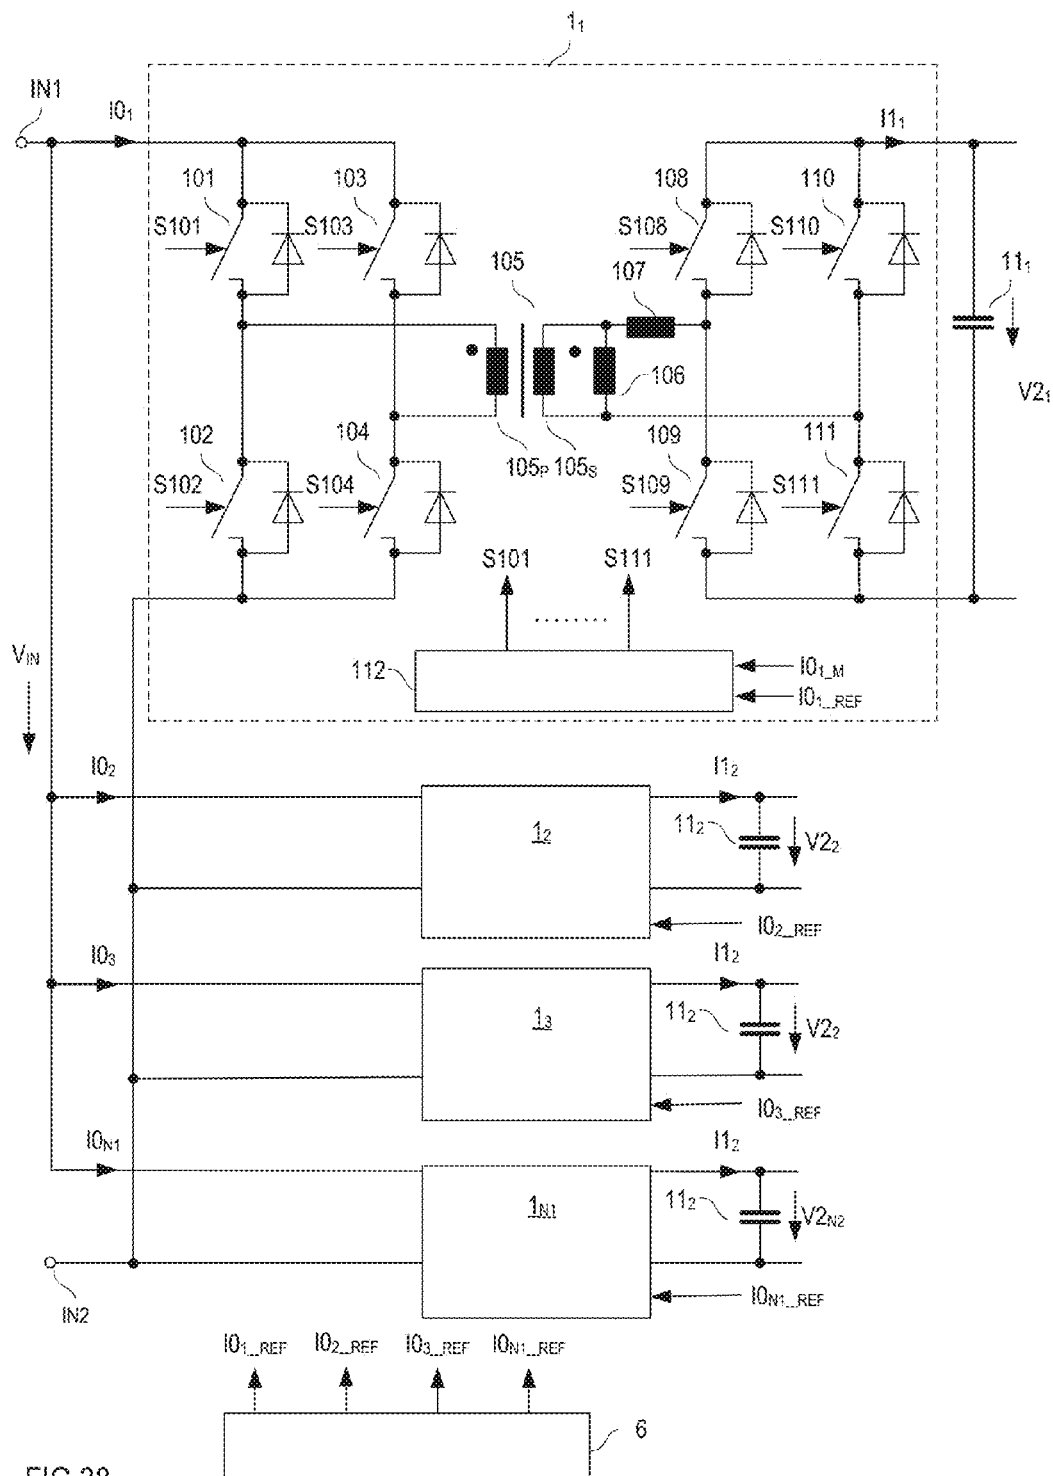 1₁
IN1
I0₁
I1₁
101
103
108
110
S101
S103
S108
S110
105
107
11₁
106
V2₁
102
104
109
111
105P
105S
S102
S104
S109
S111
S101
S111
VIN
112
I01_M
I01_REF
I0₂
I1₂
1₂
11₂
V2₂
I02_REF
I0₃
I1₂
1₃
11₂
V2₂
I03_REF
I0N1
I1₂
1N1
11₂
V2N2
I0N1_REF
IN2
I01_REF
I02_REF
I03_REF
I0N1_REF
6